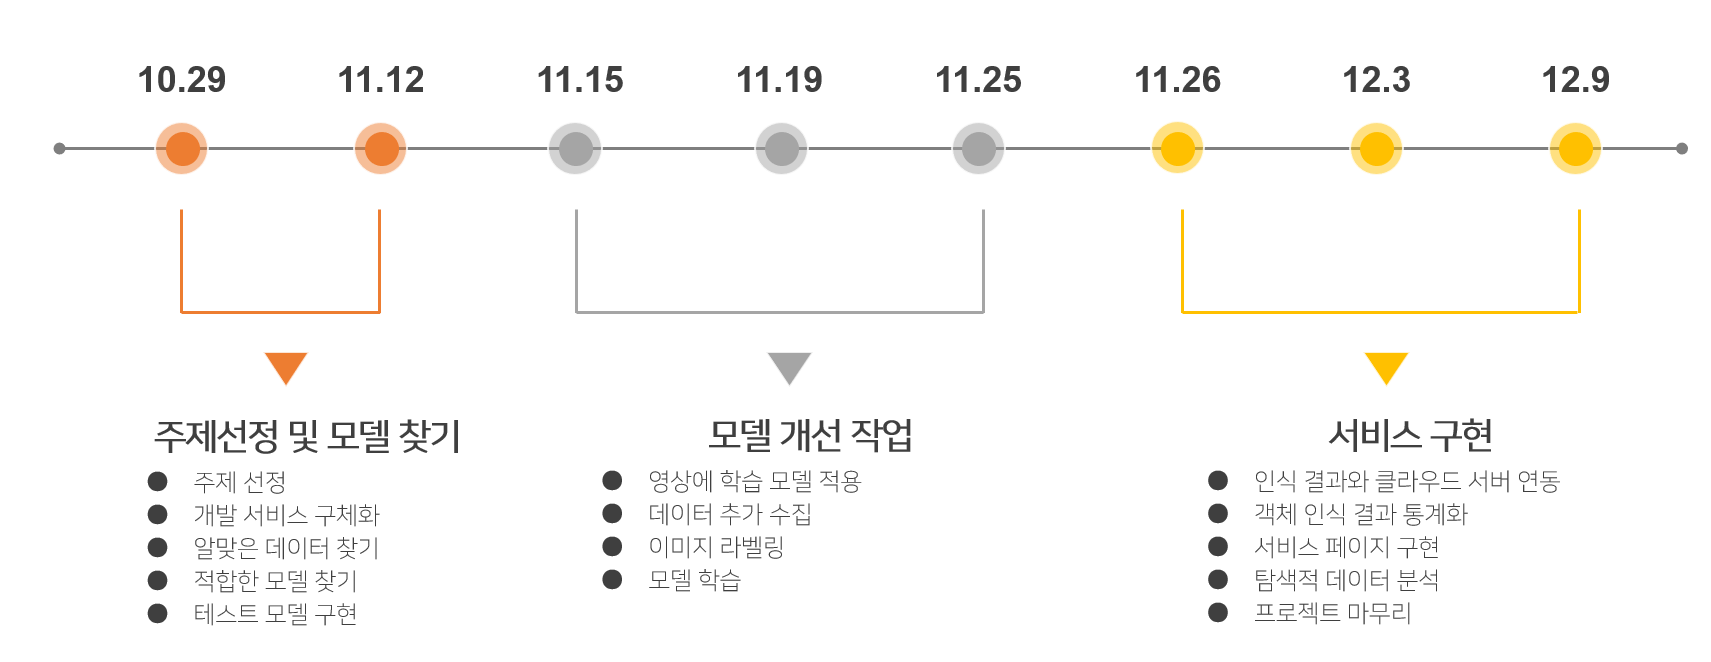 10.29 11.12 11.15 11.19 11.25 11.26 12.3 12.9
주제선정 및 모델 찾기
주제 선정
개발 서비스 구체화
알맞은 데이터 찾기
적합한 모델 찾기
테스트 모델 구현
모델 개선 작업
영상에 학습 모델 적용
데이터 추가 수집
이미지 라벨링
모델 학습
서비스 구현
인식 결과와 클라우드 서버 연동
객체 인식 결과 통계화
서비스 페이지 구현
탐색적 데이터 분석
프로젝트 마무리